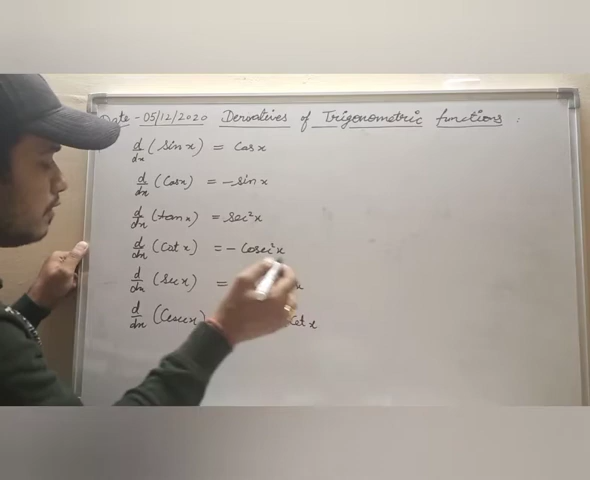 Date - 05/12/2020 Derivatives of Trigonometric functions :
d/dx (sin x) = Cos x
d/dx (Cos x) = - sin x
d/dx (tan x) = sec²x
d/dx (Cot x) = - Cosec²x
d/dx (sec x) = x
d/dx (Cosec x) Cot x